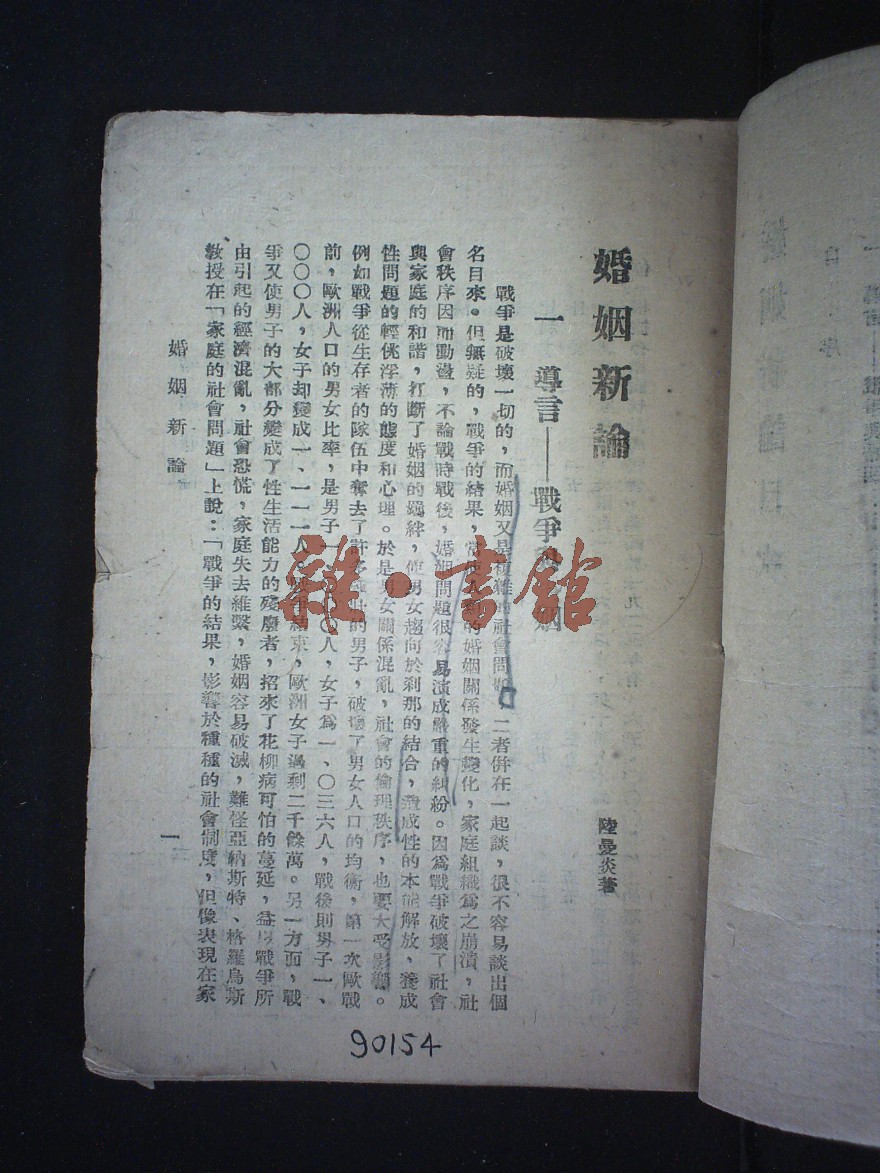 婚姻新論
陸曼炎著
一 導言——戰爭與婚姻
戰爭是破壞一切的，而婚姻又是複雜的社會問題，二者併在一起談，很不容易談出個
名目來。但無疑的，戰爭的結果，常使人類的婚姻關係發生變化，家庭組織爲之崩潰，社
會秩序因而動盪，不論戰時戰後，婚姻問題很容易演成嚴重的糾紛。因爲戰爭破壞了社會
與家庭的和諧，打斷了婚姻的羈絆，使男女趨向於刹那的結合，養成性的本能解放，養成
性問題的輕佻浮薄的態度和心理。於是男女關係混亂，社會的倫理秩序，也要大受影響。
例如戰爭從生存者的隊伍中奪去了許多強壯的男子，破壞了男女人口的均衡，第一次歐戰
前，歐洲人口的男女比率，是男子一、〇〇〇人，女子爲一、〇三六人，戰後則男子一、
〇〇〇人，女子却變成一、一一一人。戰爭結束，歐洲女子過剩二千餘萬。另一方面，戰
爭又使男子的大部分變成了性生活能力的殘廢者，招來了花柳病可怕的蔓延，益以戰爭所
由引起的經濟混亂，社會恐慌，家庭失去維繫，婚姻容易破滅，難怪亞納斯特、格羅烏斯
教授在「家庭的社會問題」上說：「戰爭的結果，影響於種種的社會制度，但像表現在家
婚姻新論
一
90154
雜·書館